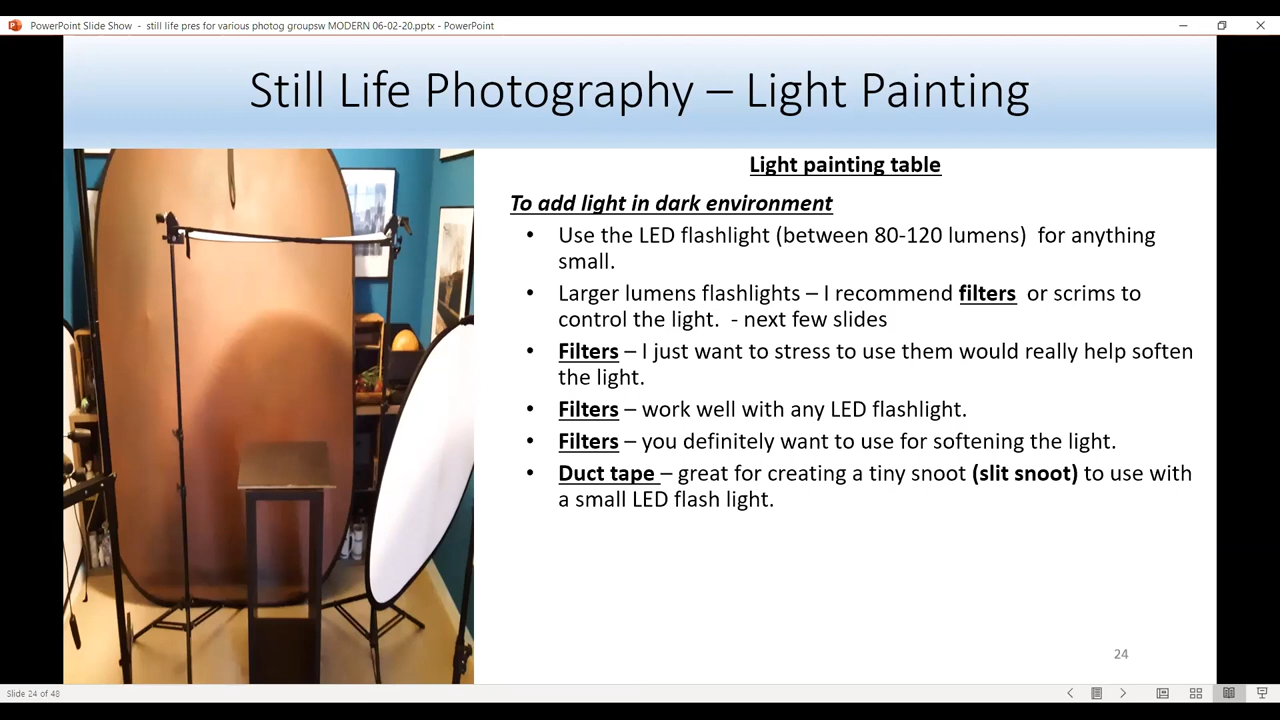 PowerPoint Slide Show - still life pres for various photog groupsw MODERN 06-02-20.pptx - PowerPoint
Still Life Photography – Light Painting
Light painting table
To add light in dark environment
• Use the LED flashlight (between 80-120 lumens) for anything
small.
• Larger lumens flashlights – I recommend filters or scrims to
control the light. - next few slides
• Filters – I just want to stress to use them would really help soften
the light.
• Filters – work well with any LED flashlight.
• Filters – you definitely want to use for softening the light.
• Duct tape – great for creating a tiny snoot (slit snoot) to use with
a small LED flash light.
24
Slide 24 of 48